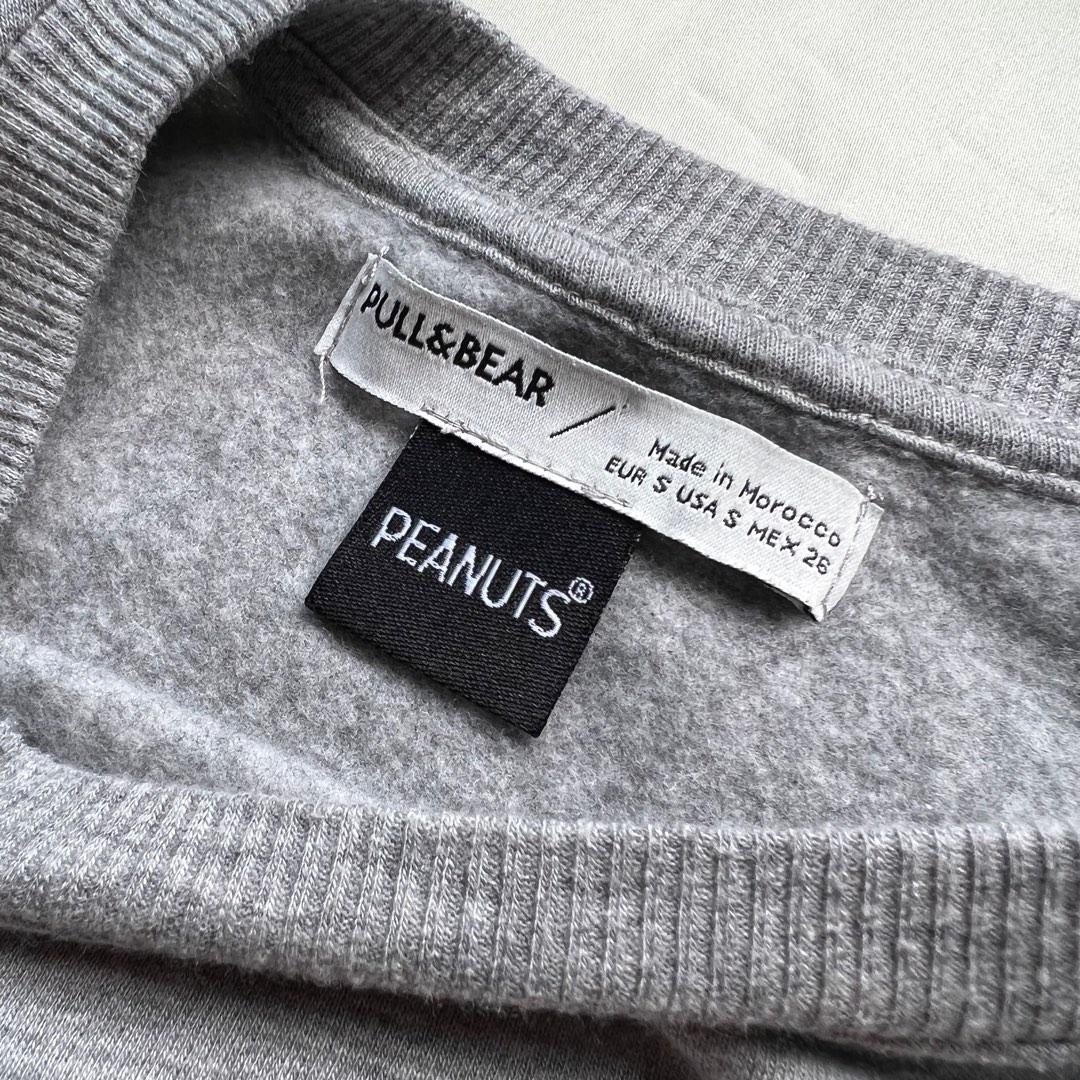 PULL&BEAR /
Made in Morocco
EUR S USA S MEX 26
PEANUTS®